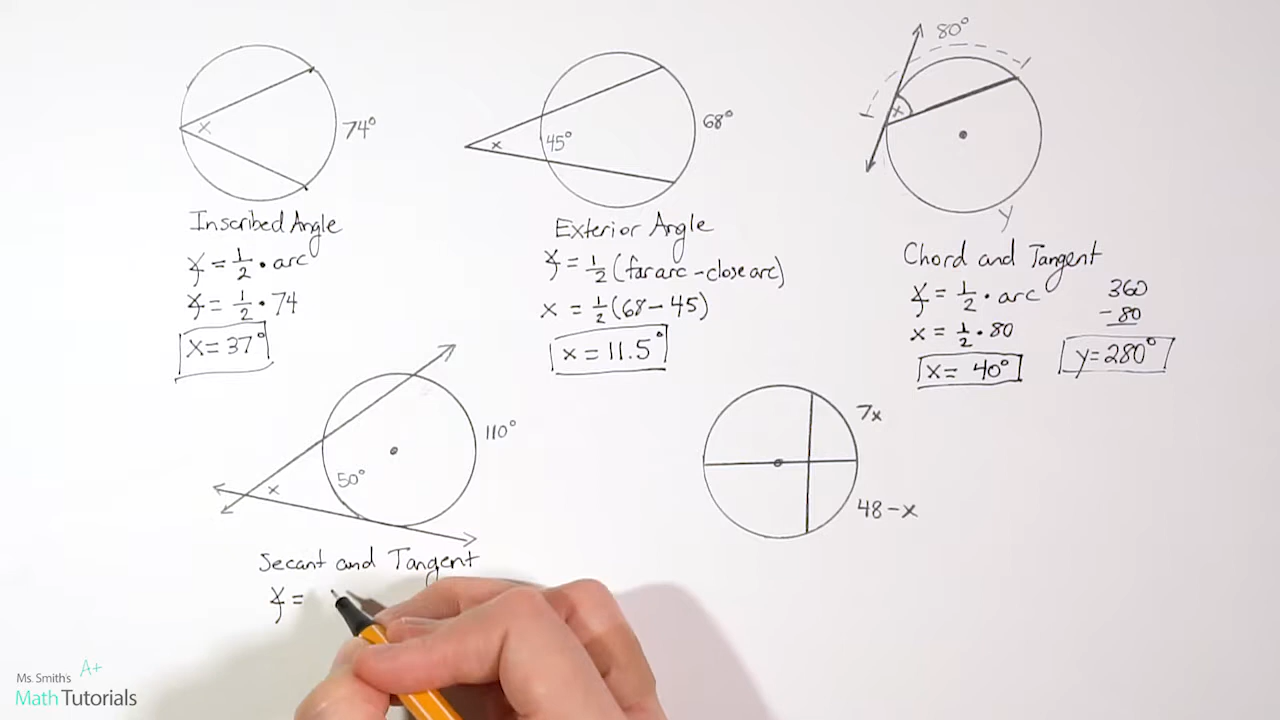 x
74°
Inscribed Angle
∡ = 1/2 · arc
∡ = 1/2 · 74
x = 37°
x
45°
68°
Exterior Angle
∡ = 1/2 (far arc - close arc)
x = 1/2 (68 - 45)
x = 11.5°
80°
x
y
Chord and Tangent
∡ = 1/2 · arc
x = 1/2 · 80
x = 40°
360
- 80
y = 280°
x
50°
110°
Secant and Tangent
∡ =
7x
48 - x
Ms. Smith's A+
Math Tutorials